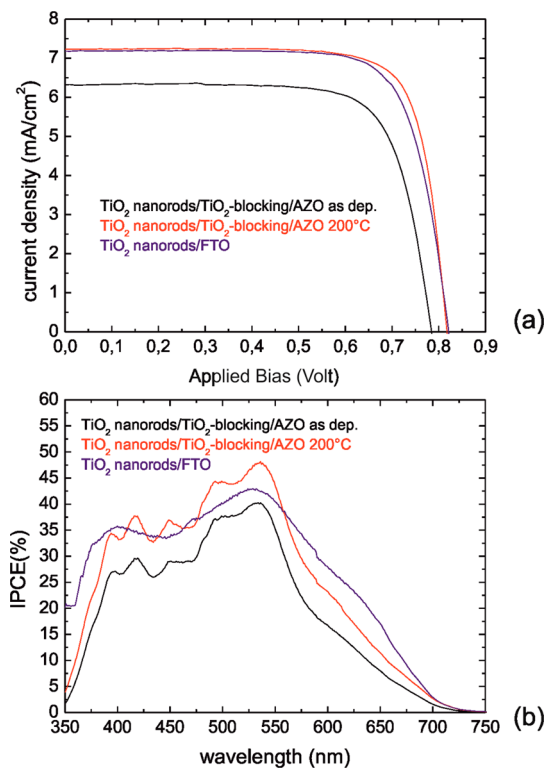 8
7
6
5
4
3
2
1
0
current density (mA/cm²)
TiO₂ nanorods/TiO₂-blocking/AZO as dep.
TiO₂ nanorods/TiO₂-blocking/AZO 200°C
TiO₂ nanorods/FTO
0,0 0,1 0,2 0,3 0,4 0,5 0,6 0,7 0,8 0,9
Applied Bias (Volt)
(a)
60
55
50
45
40
35
30
25
20
15
10
5
0
IPCE(%)
TiO₂ nanorods/TiO₂-blocking/AZO as dep.
TiO₂ nanorods/TiO₂-blocking/AZO 200°C
TiO₂ nanorods/FTO
350 400 450 500 550 600 650 700 750
wavelength (nm)
(b)